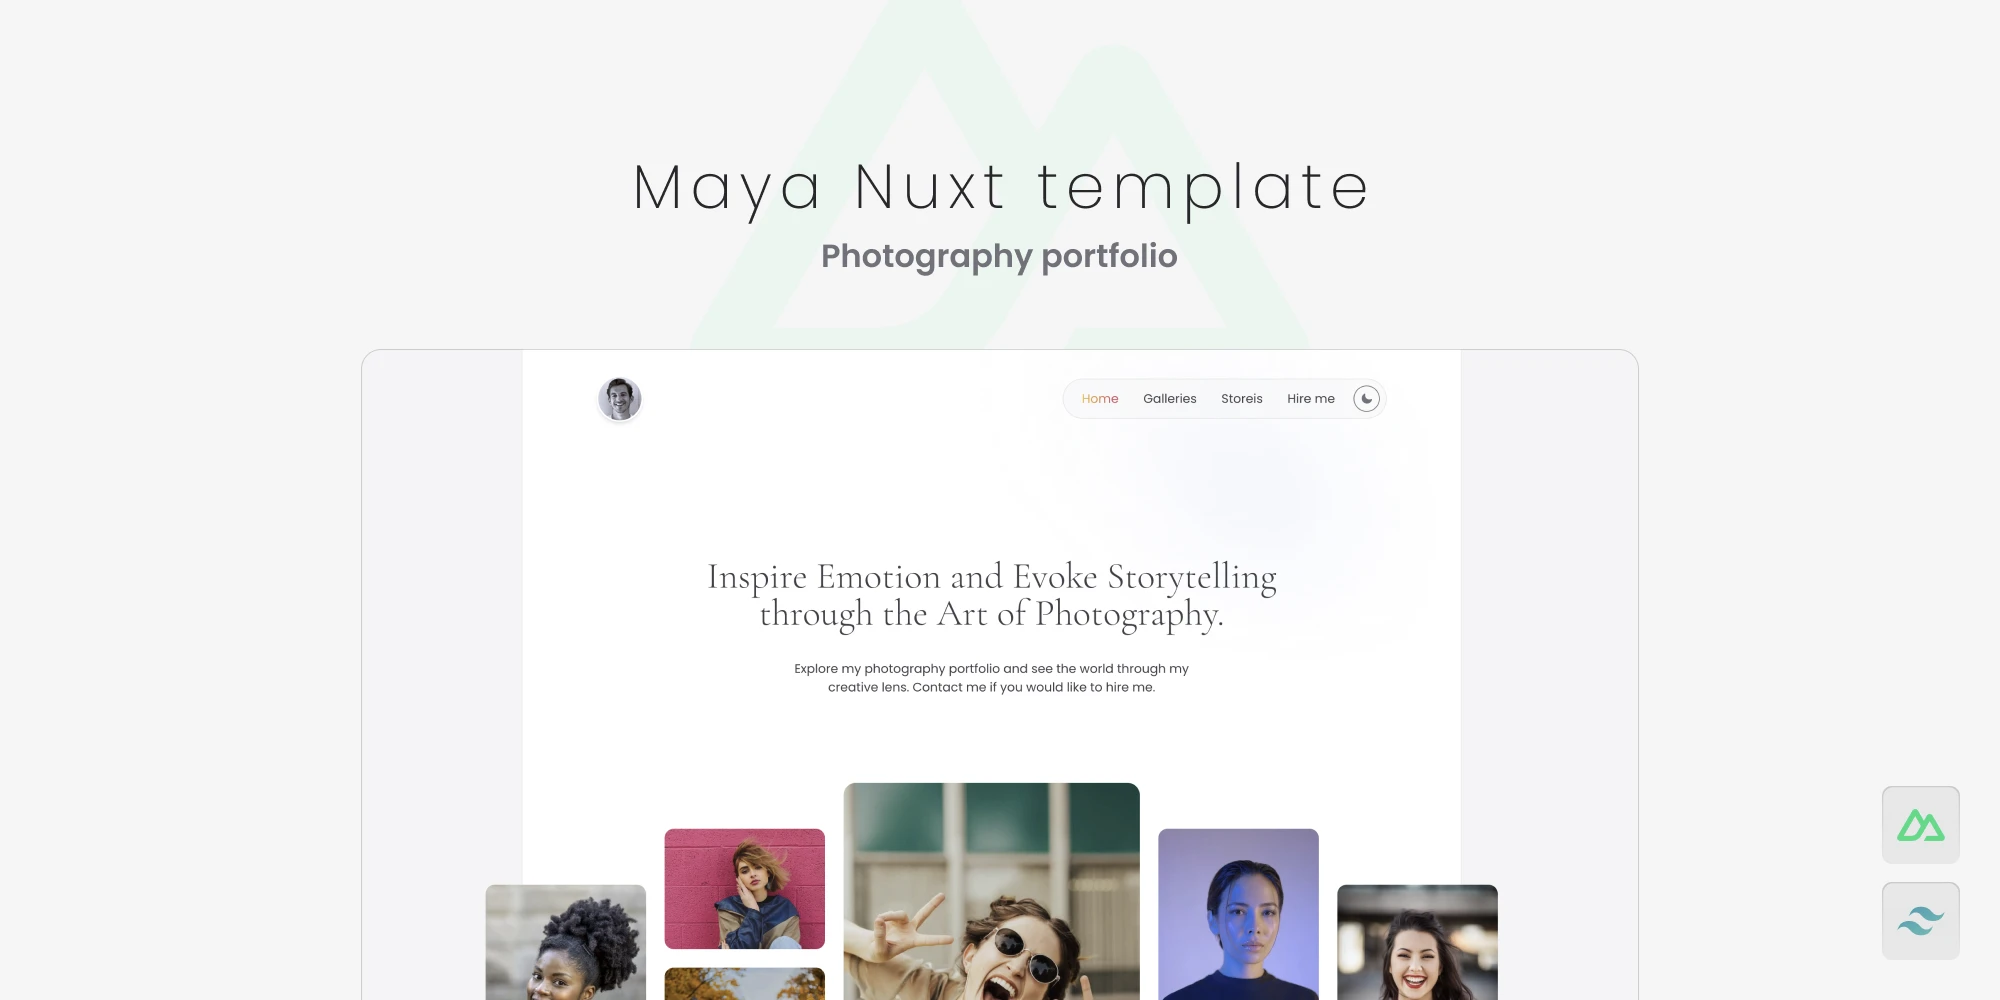 Maya Nuxt template
Photography portfolio
Home Galleries Storeis Hire me
Inspire Emotion and Evoke Storytelling
through the Art of Photography.
Explore my photography portfolio and see the world through my
creative lens. Contact me if you would like to hire me.